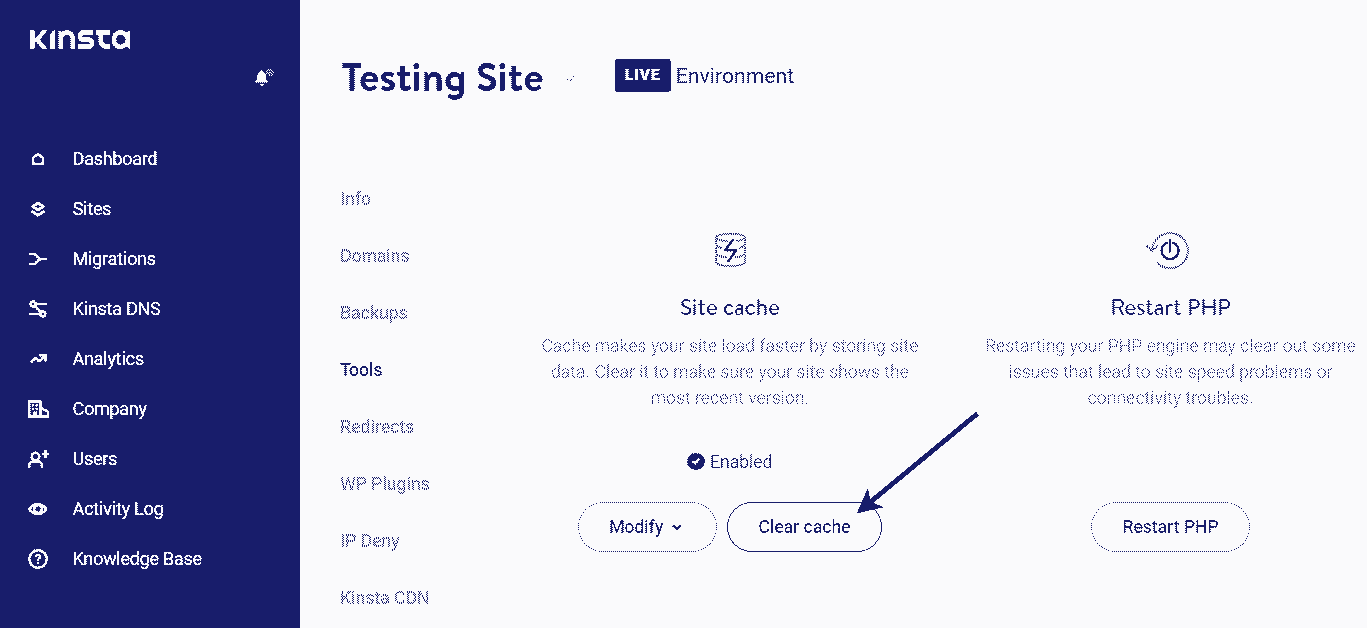 Kinsta
Dashboard
Sites
Migrations
Kinsta DNS
Analytics
Company
Users
Activity Log
Knowledge Base
Testing Site
LIVE Environment
Info
Domains
Backups
Tools
Redirects
WP Plugins
IP Deny
Kinsta CDN
Site cache
Cache makes your site load faster by storing site
data. Clear it to make sure your site shows the
most recent version.
Enabled
Modify
Clear cache
Restart PHP
Restarting your PHP engine may clear out some
issues that lead to site speed problems or
connectivity troubles.
Restart PHP